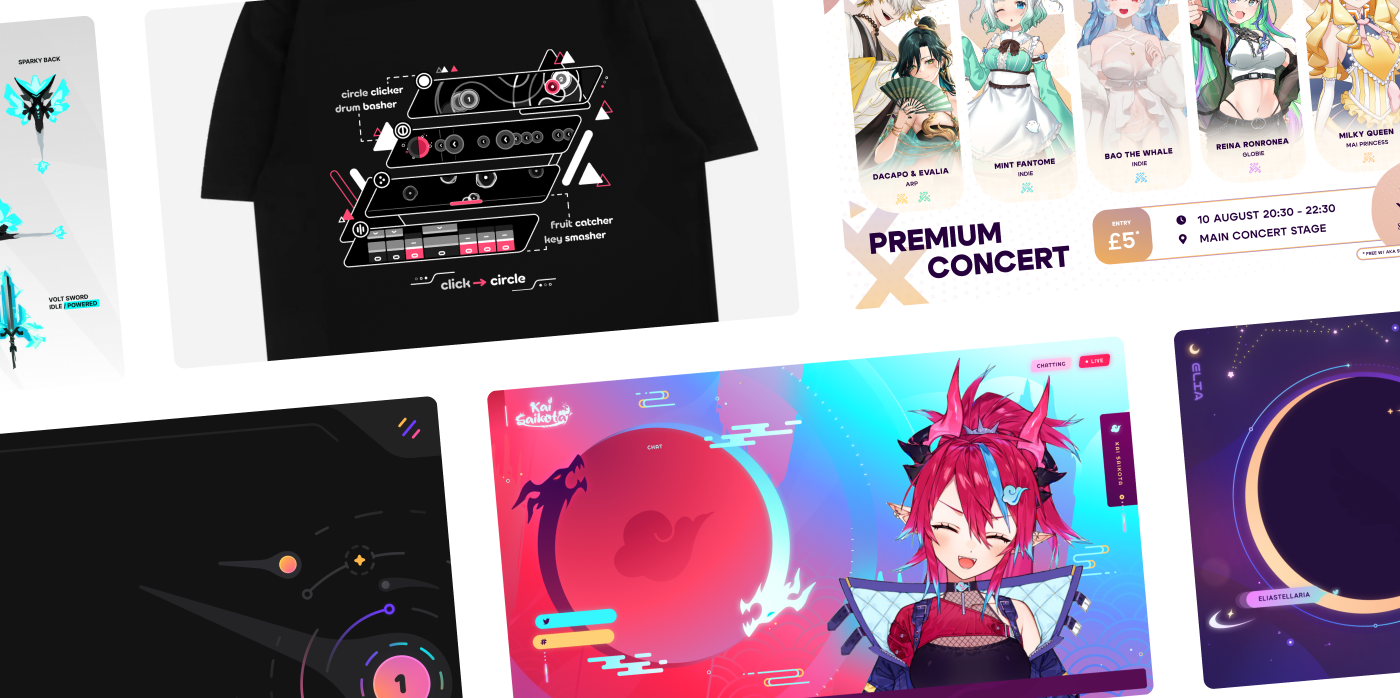 SPARKY BACK
VOLT SWORD
IDLE / POWERED
circle clicker
drum basher
1
fruit catcher
key smasher
click → circle
DACAPO & EVALIA
ARP
MINT FANTOME
INDIE
BAO THE WHALE
INDIE
REINA RONRONEA
GLOBIE
MILKY QUEEN
MAI PRINCESS
PREMIUM
CONCERT
ENTRY
£5*
10 AUGUST 20:30 - 22:30
MAIN CONCERT STAGE
1
Kai
Saikota
CHAT
CHATTING
LIVE
KAI SAIKOTA
#
ELIA
ELIASTELLARIA